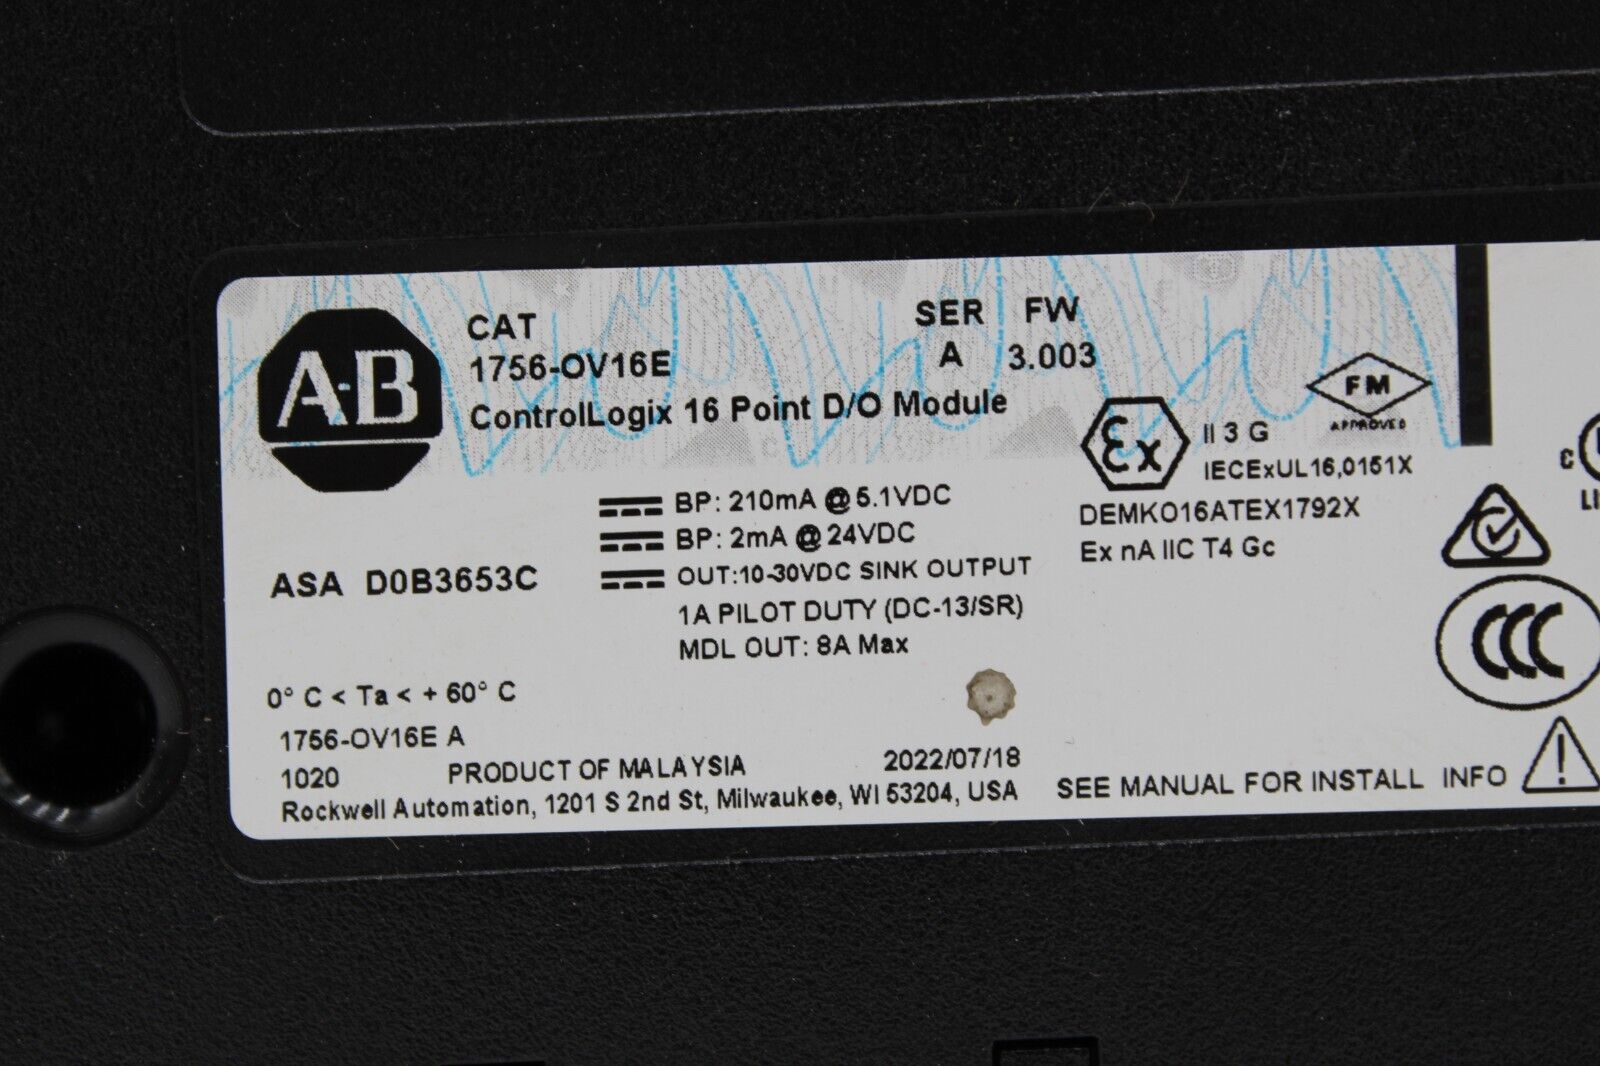 A-B
CAT
1756-OV16E
ControlLogix 16 Point D/O Module
SER FW
A 3.003
FM
APPROVED
Ex II 3 G
IECExUL16,0151X
DEMKO16ATEX1792X
Ex nA IIC T4 Gc
C
LI
BP: 210mA @ 5.1VDC
BP: 2mA @ 24VDC
OUT:10-30VDC SINK OUTPUT
1A PILOT DUTY (DC-13/SR)
MDL OUT: 8A Max
ASA D0B3653C
CCC
0° C < Ta < + 60° C
1756-OV16E A
1020 PRODUCT OF MALAYSIA 2022/07/18
Rockwell Automation, 1201 S 2nd St, Milwaukee, WI 53204, USA
SEE MANUAL FOR INSTALL INFO